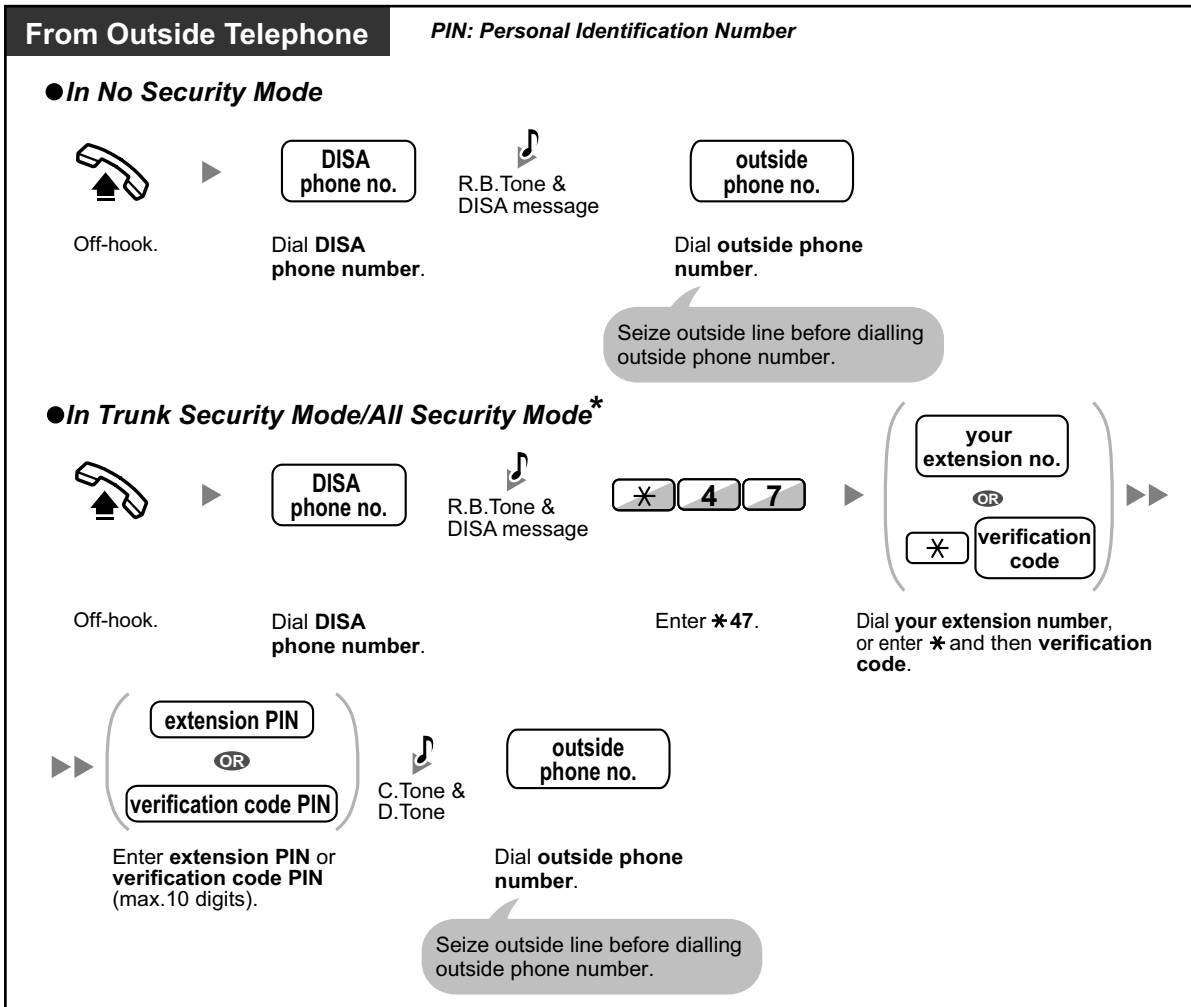 From Outside Telephone
PIN: Personal Identification Number
●In No Security Mode
DISA
phone no.
R.B.Tone &
DISA message
outside
phone no.
Off-hook.
Dial DISA
phone number.
Dial outside phone
number.
Seize outside line before dialling
outside phone number.
●In Trunk Security Mode/All Security Mode*
DISA
phone no.
R.B.Tone &
DISA message
* 4 7
your
extension no.
OR
* verification
code
Off-hook.
Dial DISA
phone number.
Enter *47.
Dial your extension number,
or enter * and then verification
code.
extension PIN
OR
verification code PIN
C.Tone &
D.Tone
outside
phone no.
Enter extension PIN or
verification code PIN
(max.10 digits).
Dial outside phone
number.
Seize outside line before dialling
outside phone number.